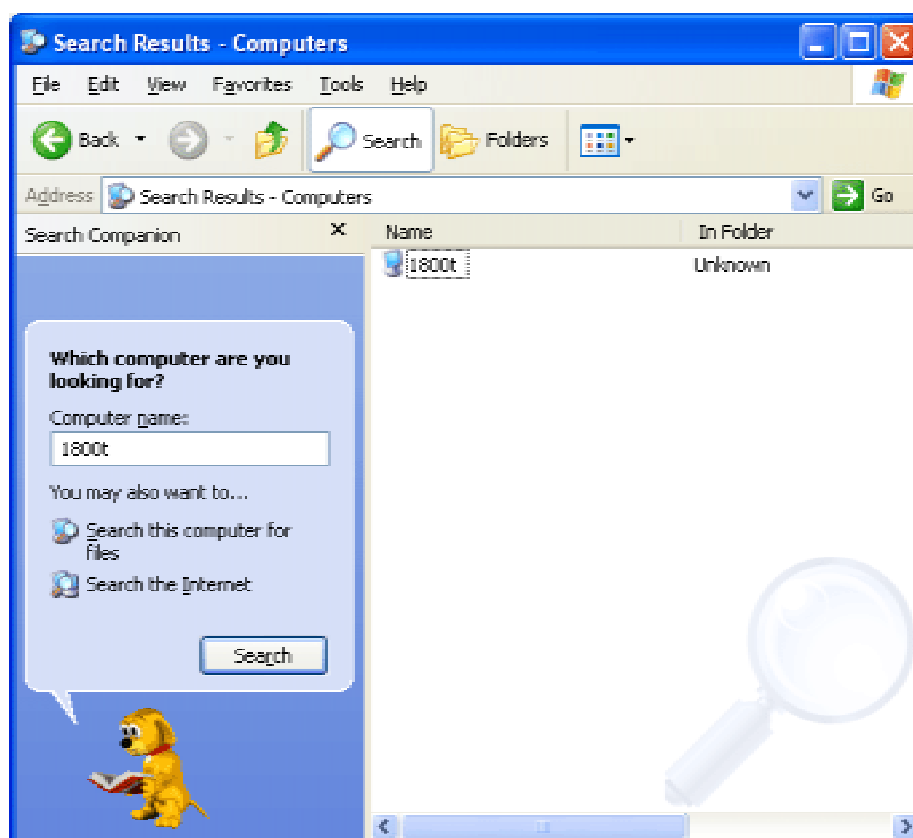 Search Results - Computers
File Edit View Favorites Tools Help
Back Search Folders
Address Search Results - Computers Go
Search Companion
Name In Folder
1800t Unknown
Which computer are you
looking for?
Computer name:
1800t
You may also want to...
Search this computer for
files
Search the Internet
Search